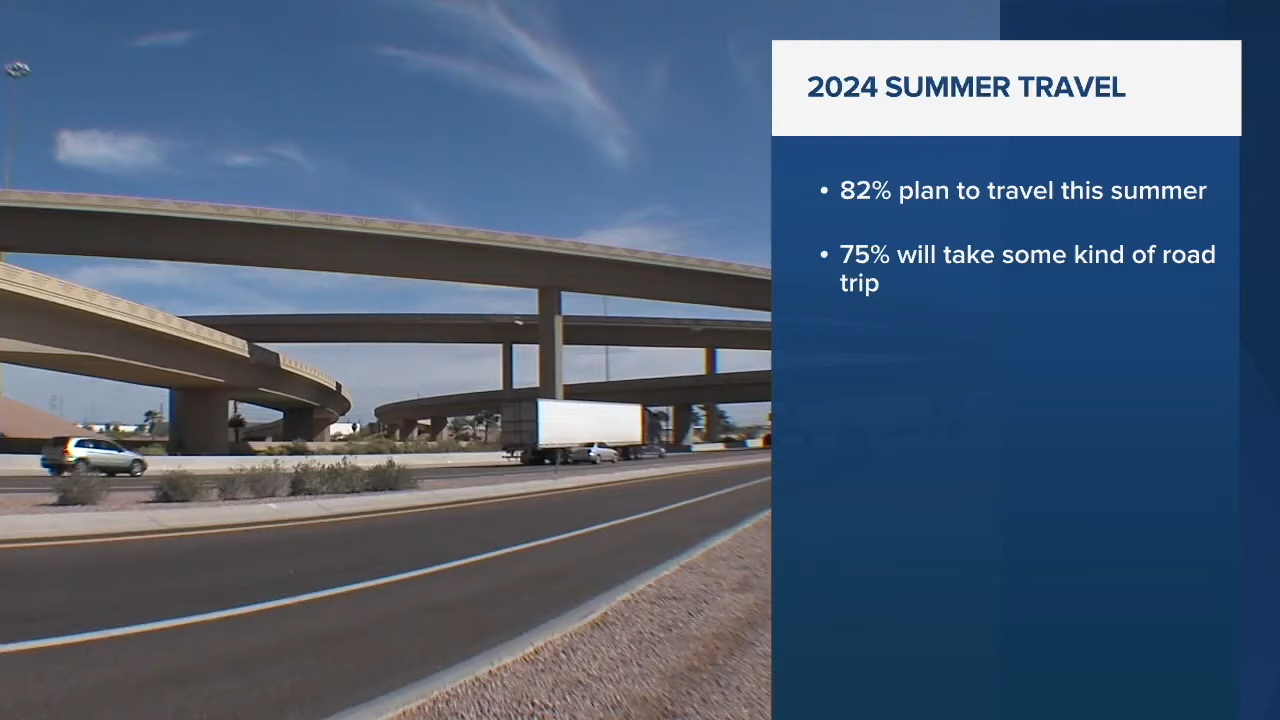 2024 SUMMER TRAVEL
• 82% plan to travel this summer
• 75% will take some kind of road
trip